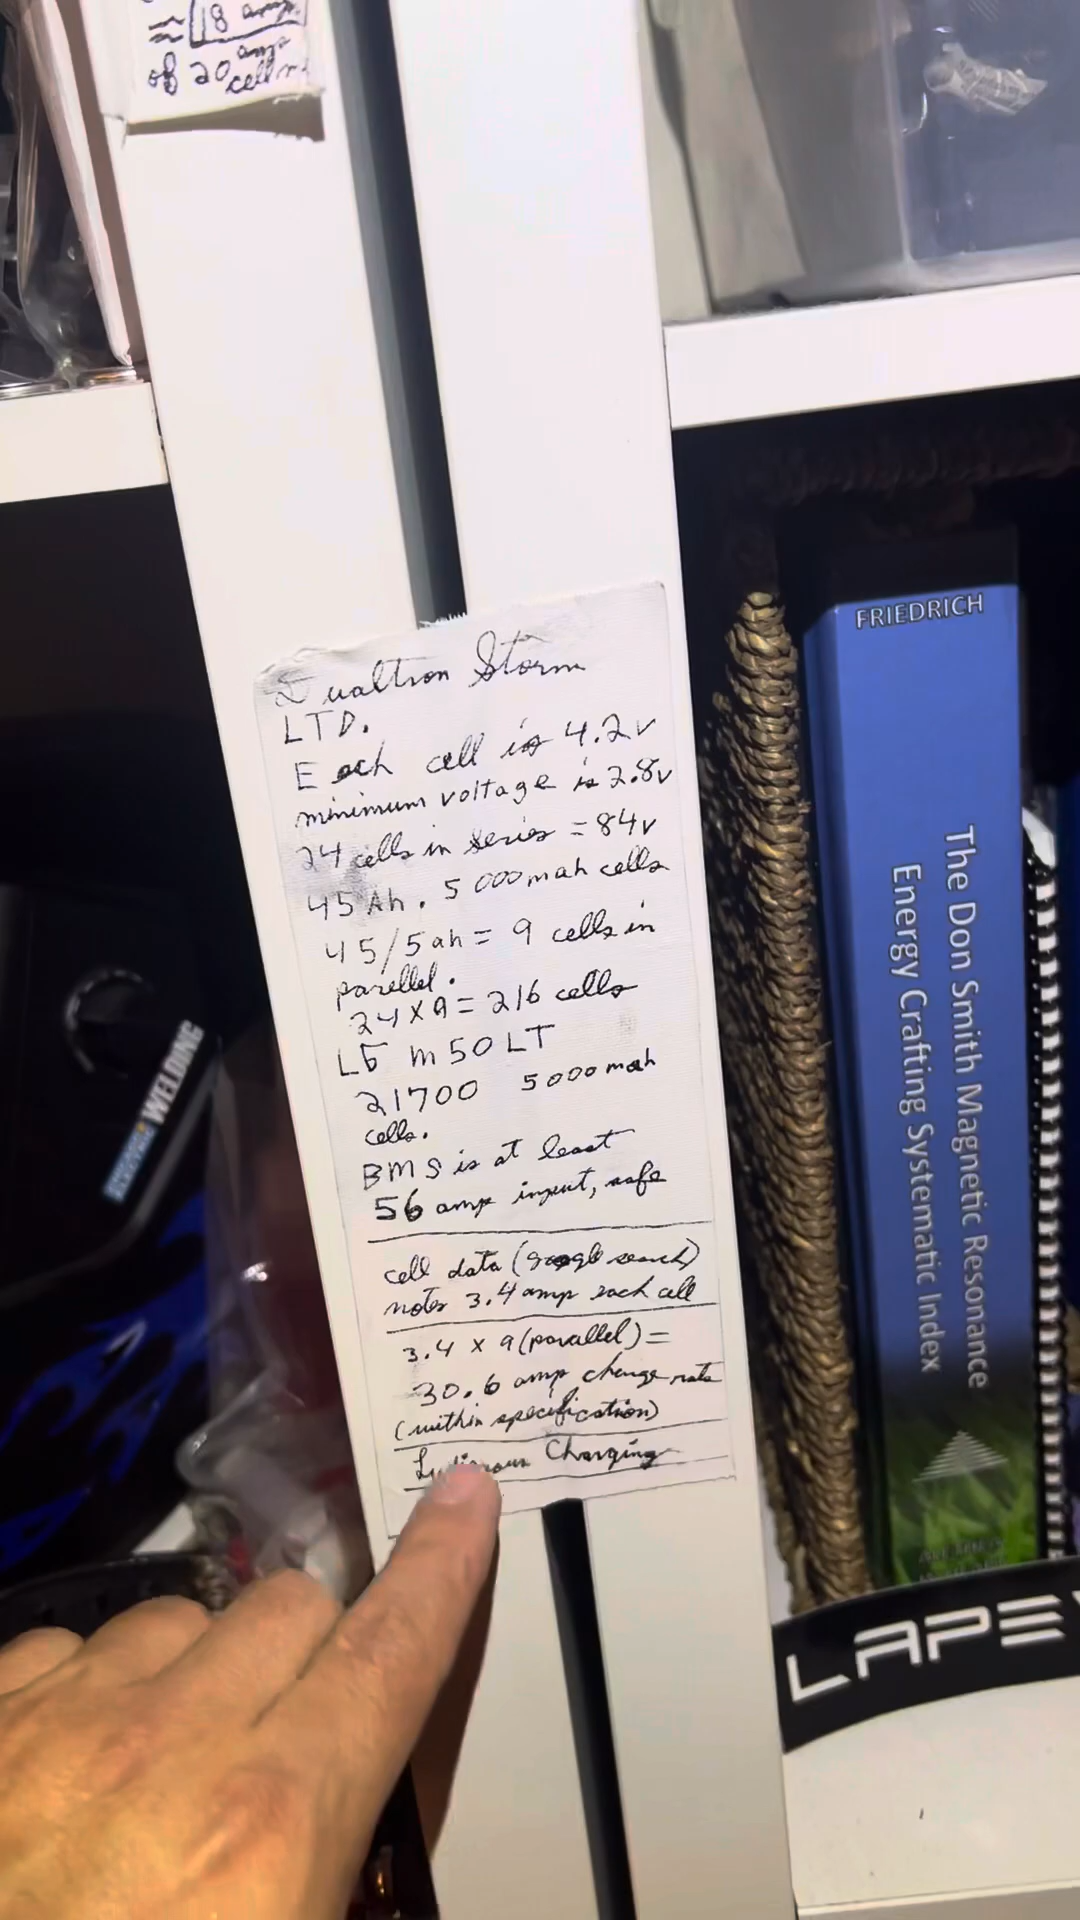 ≈ 18 amp
of 20 amp
cell
Dualtron Storm
LTD.
Each cell is 4.2v
minimum voltage is 2.8v
24 cells in series = 84v
45 Ah. 5000mah cells
45/5ah = 9 cells in
parellel.
24x9=216 cells
LG m50LT
21700 5000mah
cells.
BMS is at least
56 amp input, safe
cell data (google search)
notes 3.4 amp each cell
3.4 x 9 (parallel) =
30.6 amp charge rate
(within specification)
Charging
FRIEDRICH
The Don Smith Magnetic Resonance
Energy Crafting Systematic Index
WELDING
LAPE